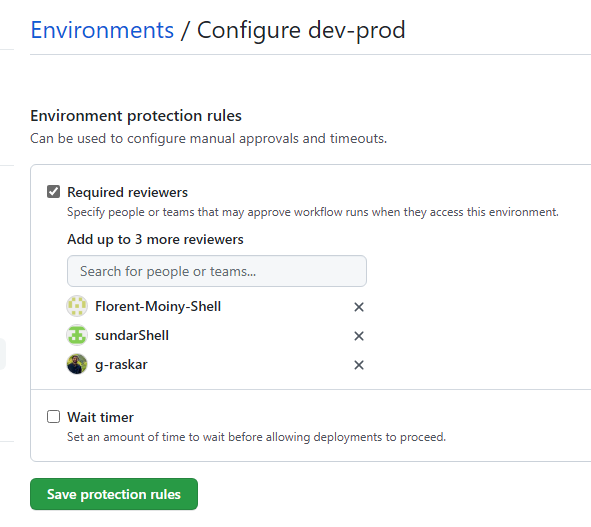 Environments / Configure dev-prod
Environment protection rules
Can be used to configure manual approvals and timeouts.
Required reviewers
Specify people or teams that may approve workflow runs when they access this environment.
Add up to 3 more reviewers
Search for people or teams...
Florent-Moiny-Shell
sundarShell
g-raskar
Wait timer
Set an amount of time to wait before allowing deployments to proceed.
Save protection rules